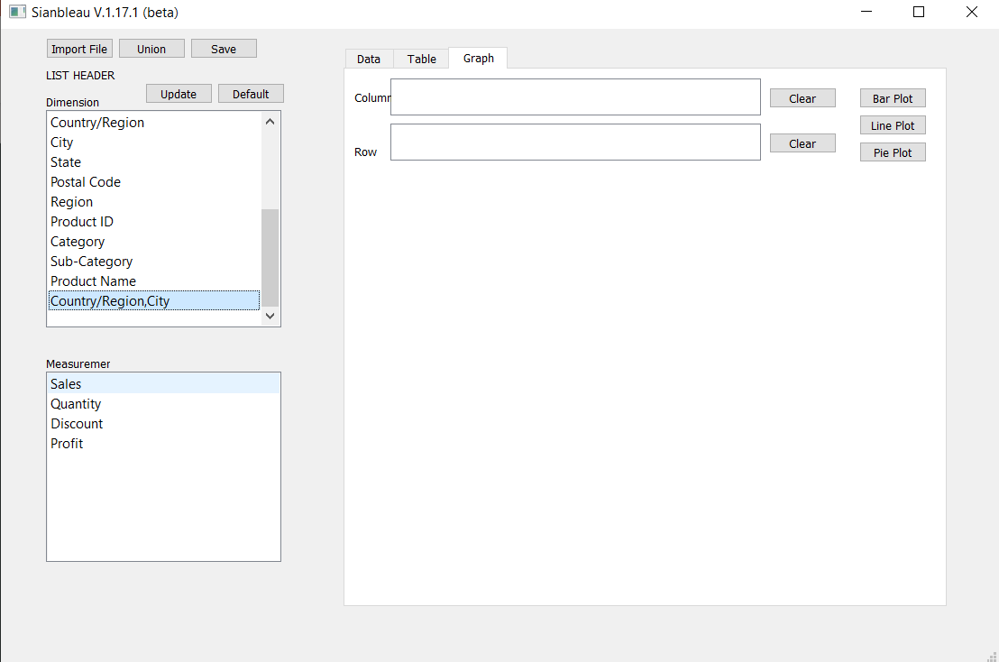 Sianbleau V.1.17.1 (beta)
Import File Union Save
LIST HEADER
Update Default
Dimension
Country/Region
City
State
Postal Code
Region
Product ID
Category
Sub-Category
Product Name
Country/Region,City
Measuremer
Sales
Quantity
Discount
Profit
Data Table Graph
Column Clear Bar Plot
Line Plot
Row Clear Pie Plot